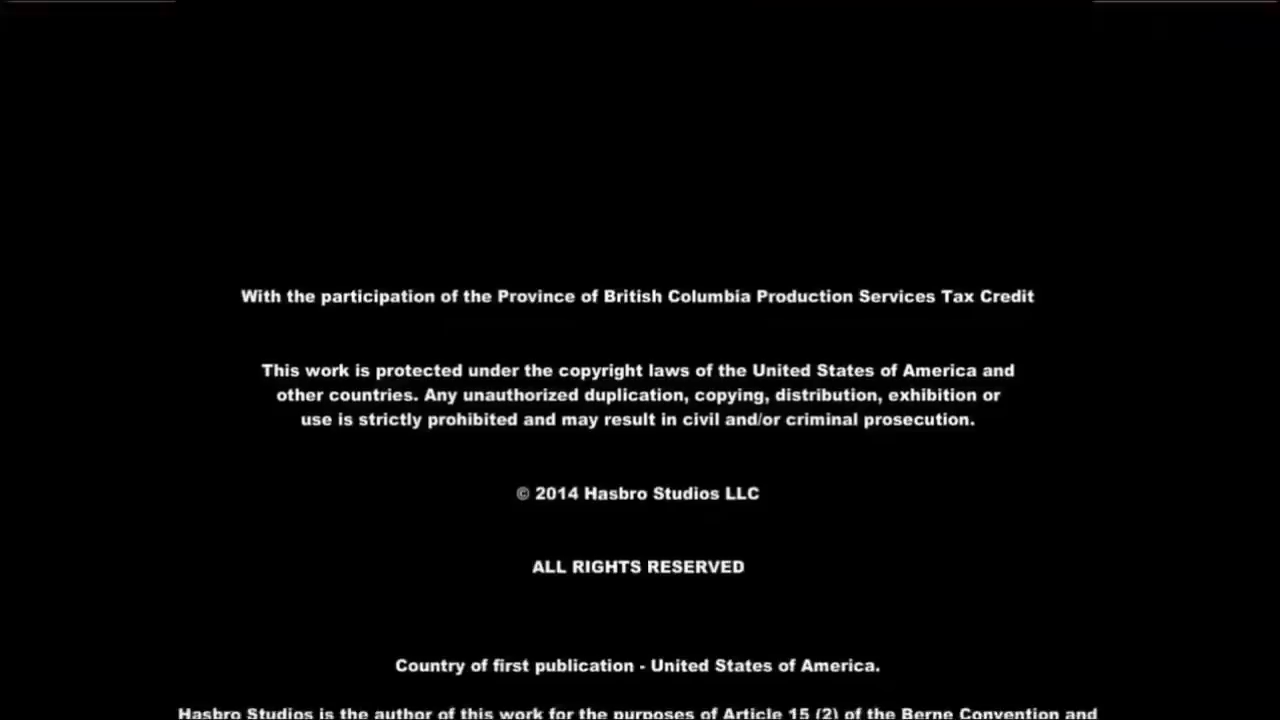 With the participation of the Province of British Columbia Production Services Tax Credit
This work is protected under the copyright laws of the United States of America and
other countries. Any unauthorized duplication, copying, distribution, exhibition or
use is strictly prohibited and may result in civil and/or criminal prosecution.
© 2014 Hasbro Studios LLC
ALL RIGHTS RESERVED
Country of first publication - United States of America.
Hasbro Studios is the author of this work for the purposes of Article 15 (2) of the Berne Convention and